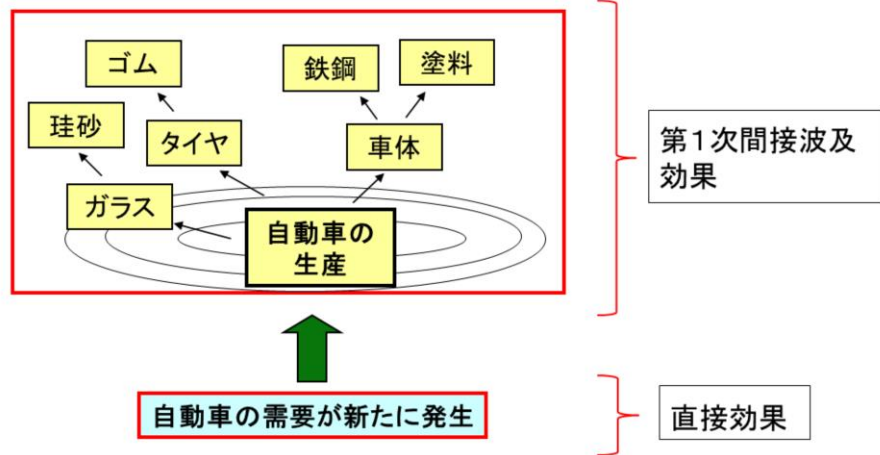 ゴム
鉄鋼
塗料
珪砂
タイヤ
車体
ガラス
自動車の
生産
第1次間接波及
効果
自動車の需要が新たに発生
直接効果